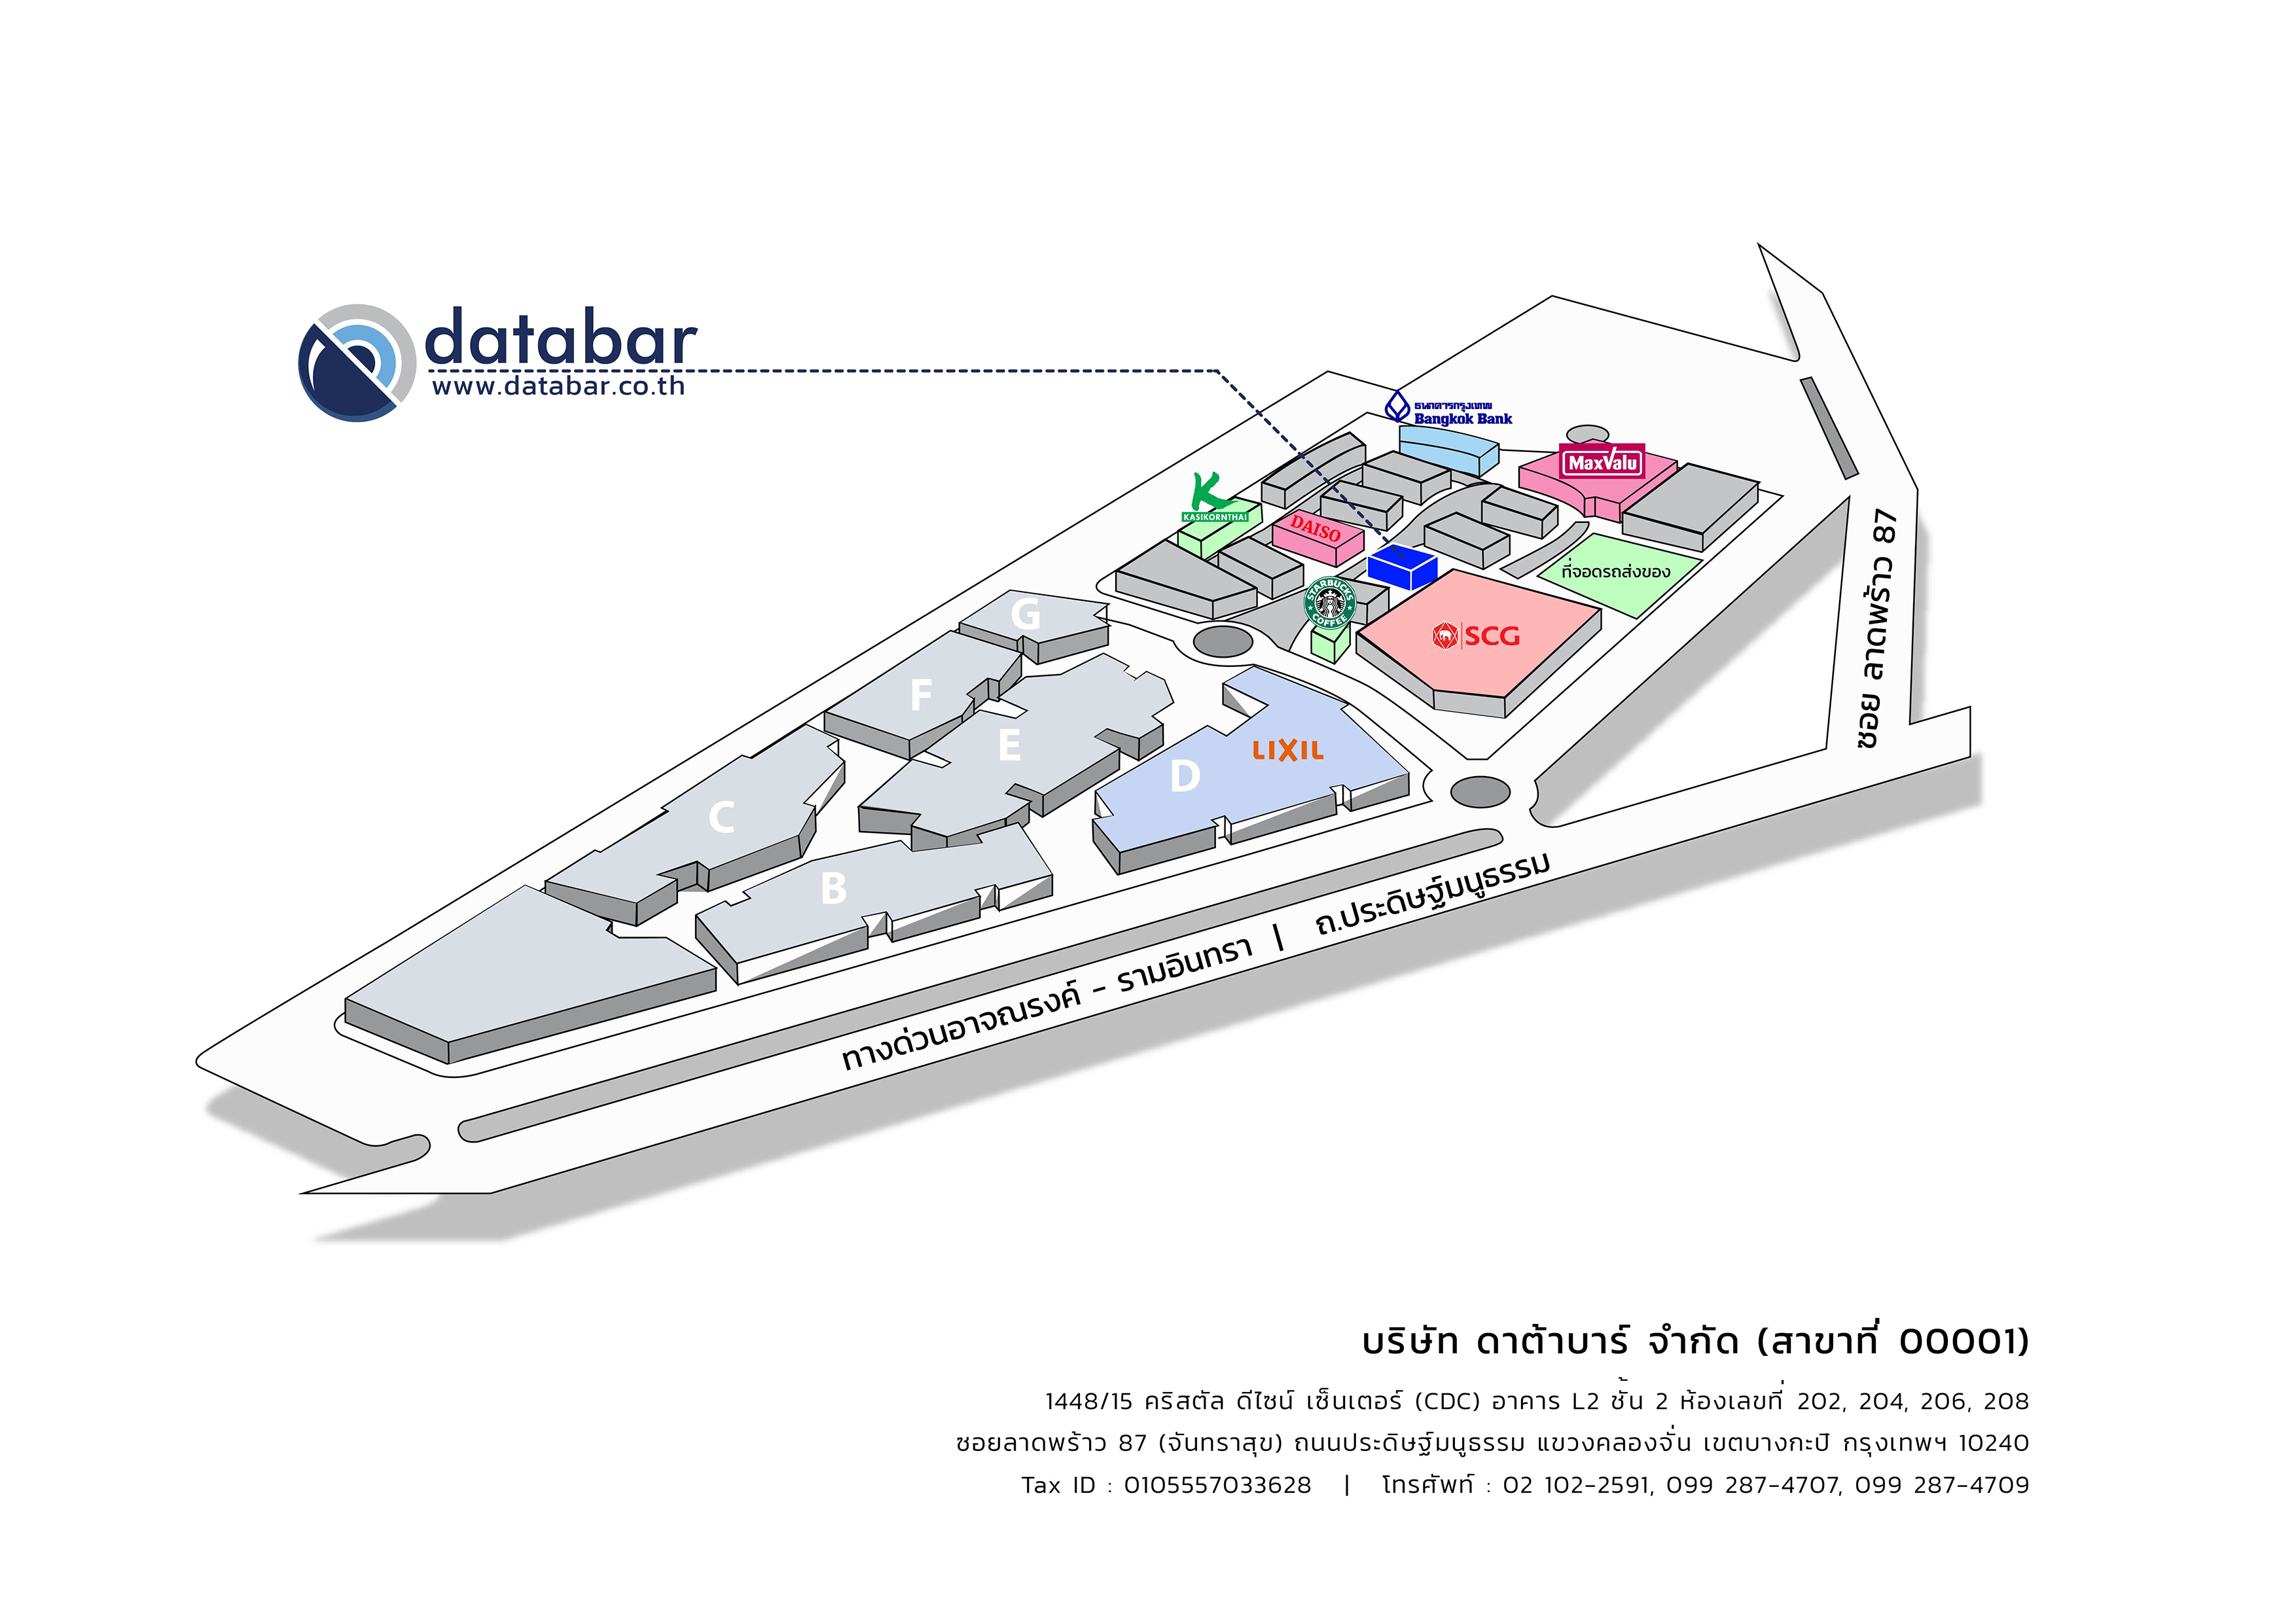 databar
www.databar.co.th
ธนาคารกรุงเทพ
Bangkok Bank
MaxValu
K
KASIKORNTHAI
DAISO
ที่จอดรถส่งของ
STARBUCKS
COFFEE
SCG
G
F
E
LIXIL
D
C
B
ซอย ลาดพร้าว 87
ทางด่วนอาจณรงค์ - รามอินทรา | ถ.ประดิษฐ์มนูธรรม
บริษัท ดาต้าบาร์ จำกัด (สาขาที่ 00001)
1448/15 คริสตัล ดีไซน์ เซ็นเตอร์ (CDC) อาคาร L2 ชั้น 2 ห้องเลขที่ 202, 204, 206, 208
ซอยลาดพร้าว 87 (จันทราสุข) ถนนประดิษฐ์มนูธรรม แขวงคลองจั่น เขตบางกะปิ กรุงเทพฯ 10240
Tax ID : 0105557033628 | โทรศัพท์ : 02 102-2591, 099 287-4707, 099 287-4709